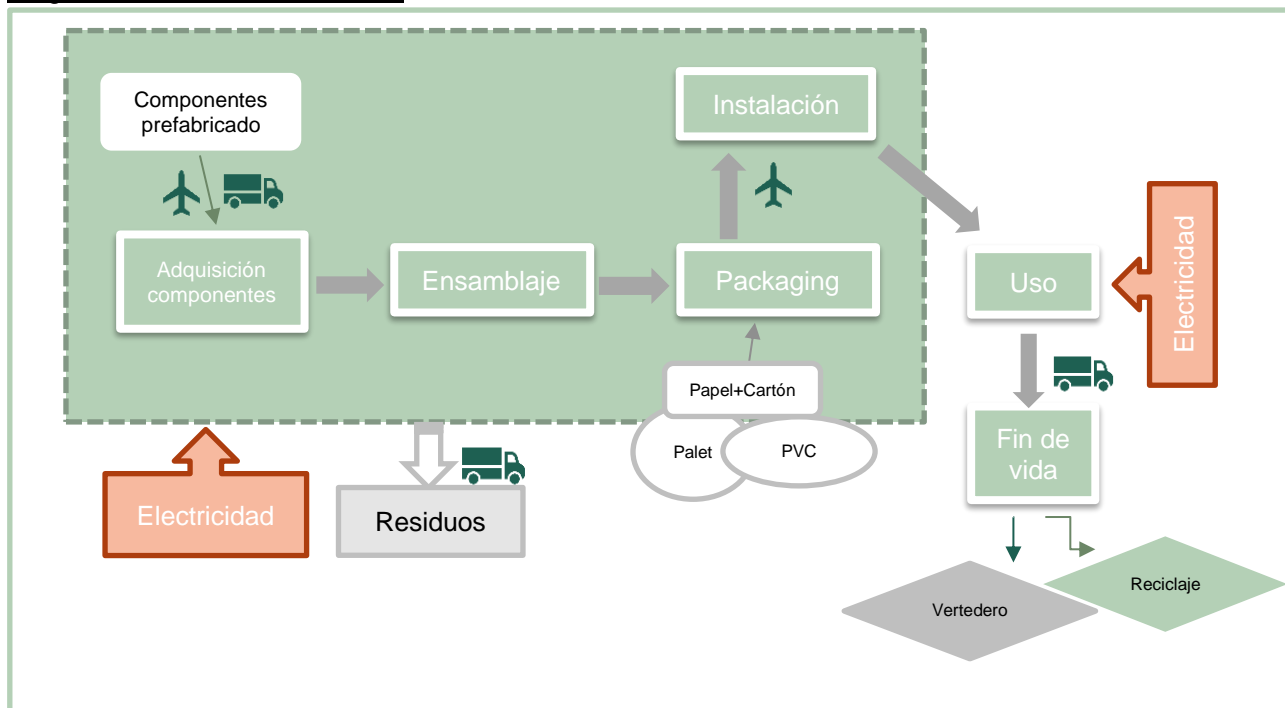 Componentes
prefabricado
Instalación
Adquisición
componentes
Ensamblaje
Packaging
Uso
Electricidad
Papel+Cartón
Palet
PVC
Fin de
vida
Electricidad
Residuos
Reciclaje
Vertedero